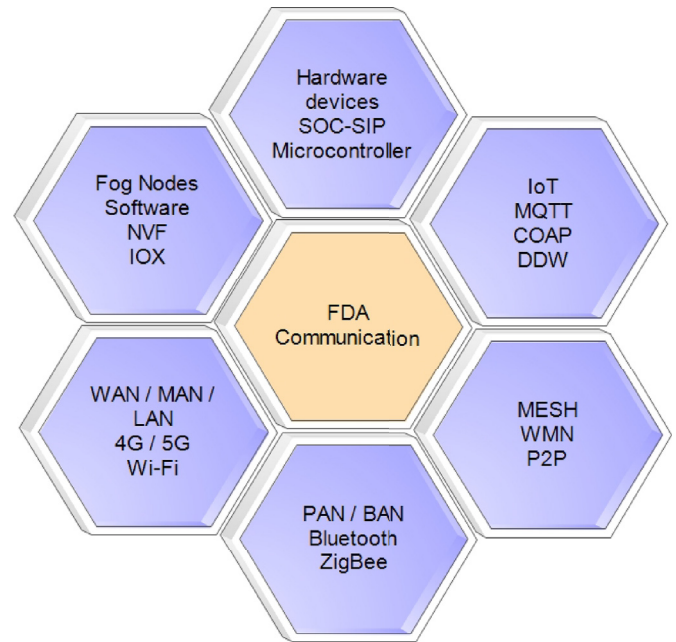 Hardware
devices
SOC-SIP
Microcontroller
Fog Nodes
Software
NVF
IOX
IoT
MQTT
COAP
DDW
FDA
Communication
WAN / MAN /
LAN
4G / 5G
Wi-Fi
MESH
WMN
P2P
PAN / BAN
Bluetooth
ZigBee